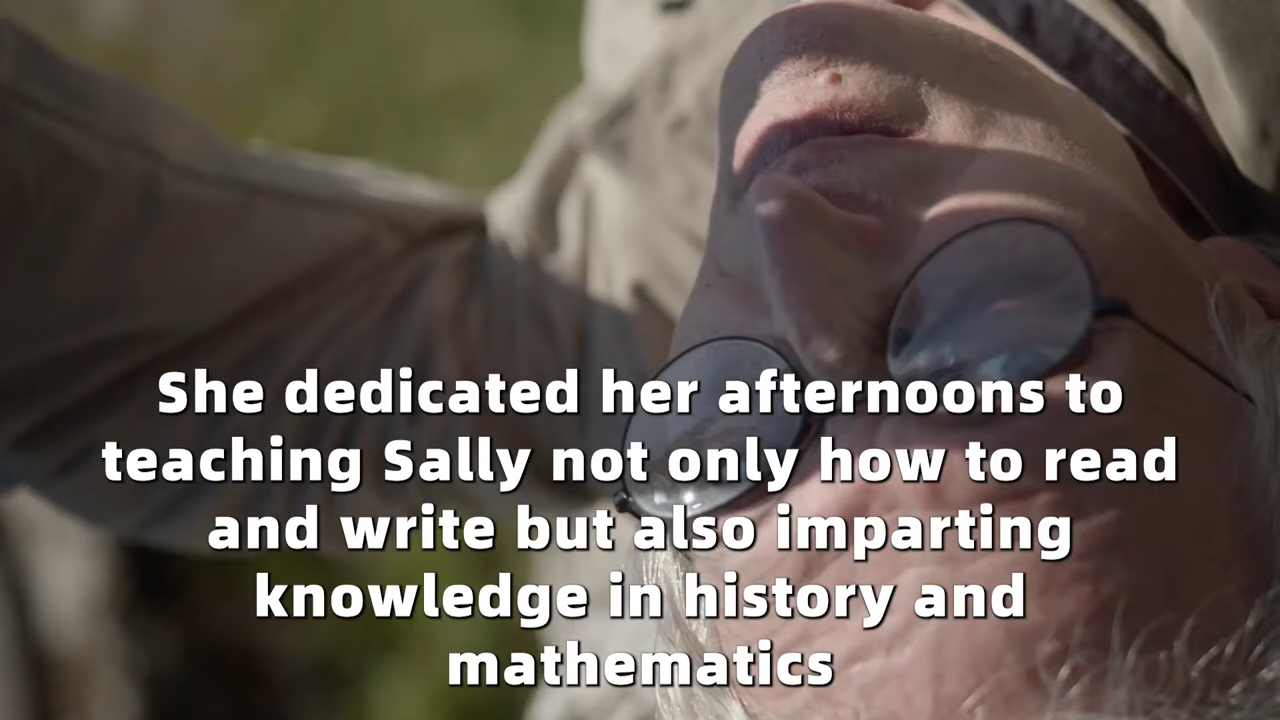 She dedicated her afternoons to
teaching Sally not only how to read
and write but also imparting
knowledge in history and
mathematics